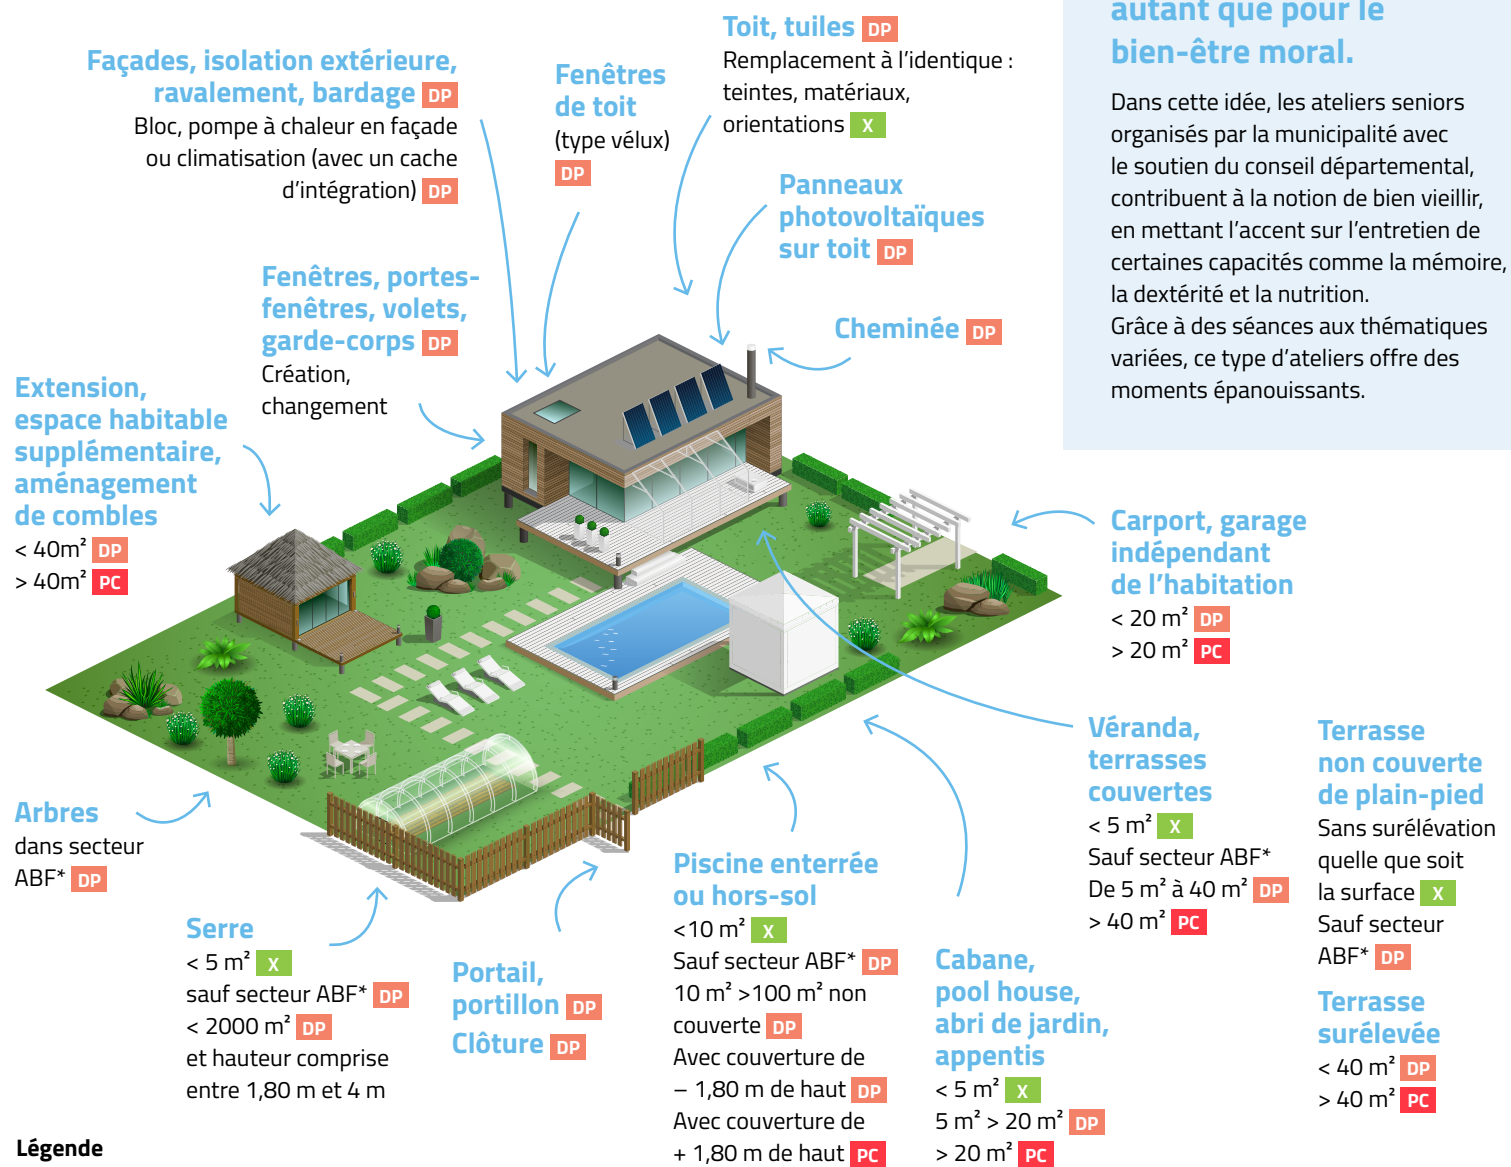 Façades, isolation extérieure,
ravalement, bardage DP
Bloc, pompe à chaleur en façade
ou climatisation (avec un cache
d'intégration) DP
Fenêtres
de toit
(type vélux)
DP
Toit, tuiles DP
Remplacement à l'identique :
teintes, matériaux,
orientations X
Panneaux
photovoltaïques
sur toit DP
Cheminée DP
Fenêtres, portes-
fenêtres, volets,
garde-corps DP
Création,
changement
Extension,
espace habitable
supplémentaire,
aménagement
de combles
< 40m² DP
> 40m² PC
autant que pour le
bien-être moral.
Dans cette idée, les ateliers seniors
organisés par la municipalité avec
le soutien du conseil départemental,
contribuent à la notion de bien vieillir,
en mettant l'accent sur l'entretien de
certaines capacités comme la mémoire,
la dextérité et la nutrition.
Grâce à des séances aux thématiques
variées, ce type d'ateliers offre des
moments épanouissants.
Carport, garage
indépendant
de l'habitation
< 20 m² DP
> 20 m² PC
Arbres
dans secteur
ABF* DP
Serre
< 5 m² X
sauf secteur ABF* DP
< 2000 m² DP
et hauteur comprise
entre 1,80 m et 4 m
Portail,
portillon DP
Clôture DP
Piscine enterrée
ou hors-sol
<10 m² X
Sauf secteur ABF* DP
10 m² >100 m² non
couverte DP
Avec couverture de
– 1,80 m de haut DP
Avec couverture de
+ 1,80 m de haut PC
Cabane,
pool house,
abri de jardin,
appentis
< 5 m² X
5 m² > 20 m² DP
> 20 m² PC
Véranda,
terrasses
couvertes
< 5 m² X
Sauf secteur ABF*
De 5 m² à 40 m² DP
> 40 m² PC
Terrasse
non couverte
de plain-pied
Sans surélévation
quelle que soit
la surface X
Sauf secteur
ABF* DP
Terrasse
surélevée
< 40 m² DP
> 40 m² PC
Légende